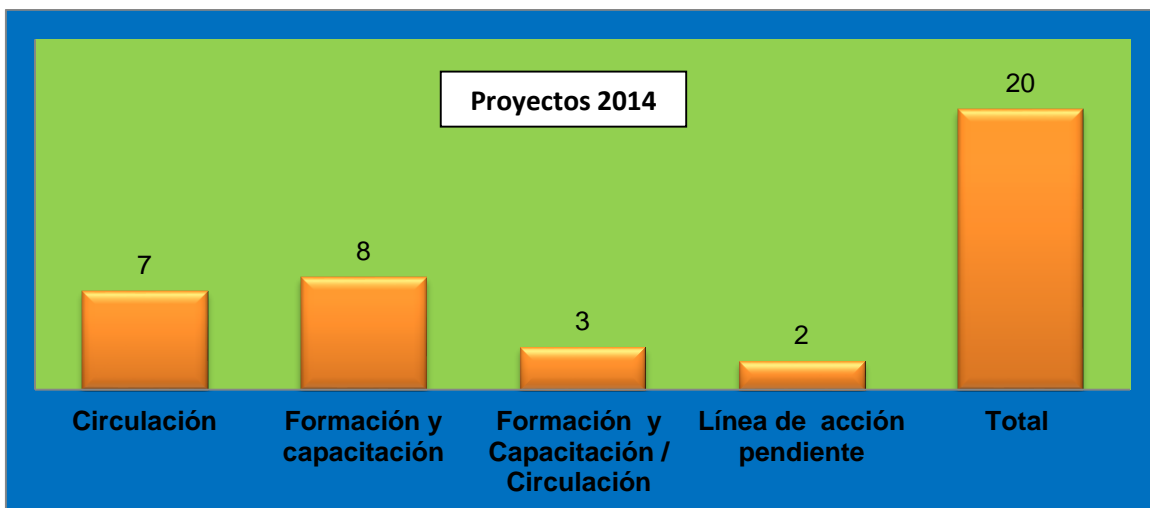 Proyectos 2014
20
8
7
3
2
Circulación
Formación y
capacitación
Formación y
Capacitación /
Circulación
Línea de acción
pendiente
Total